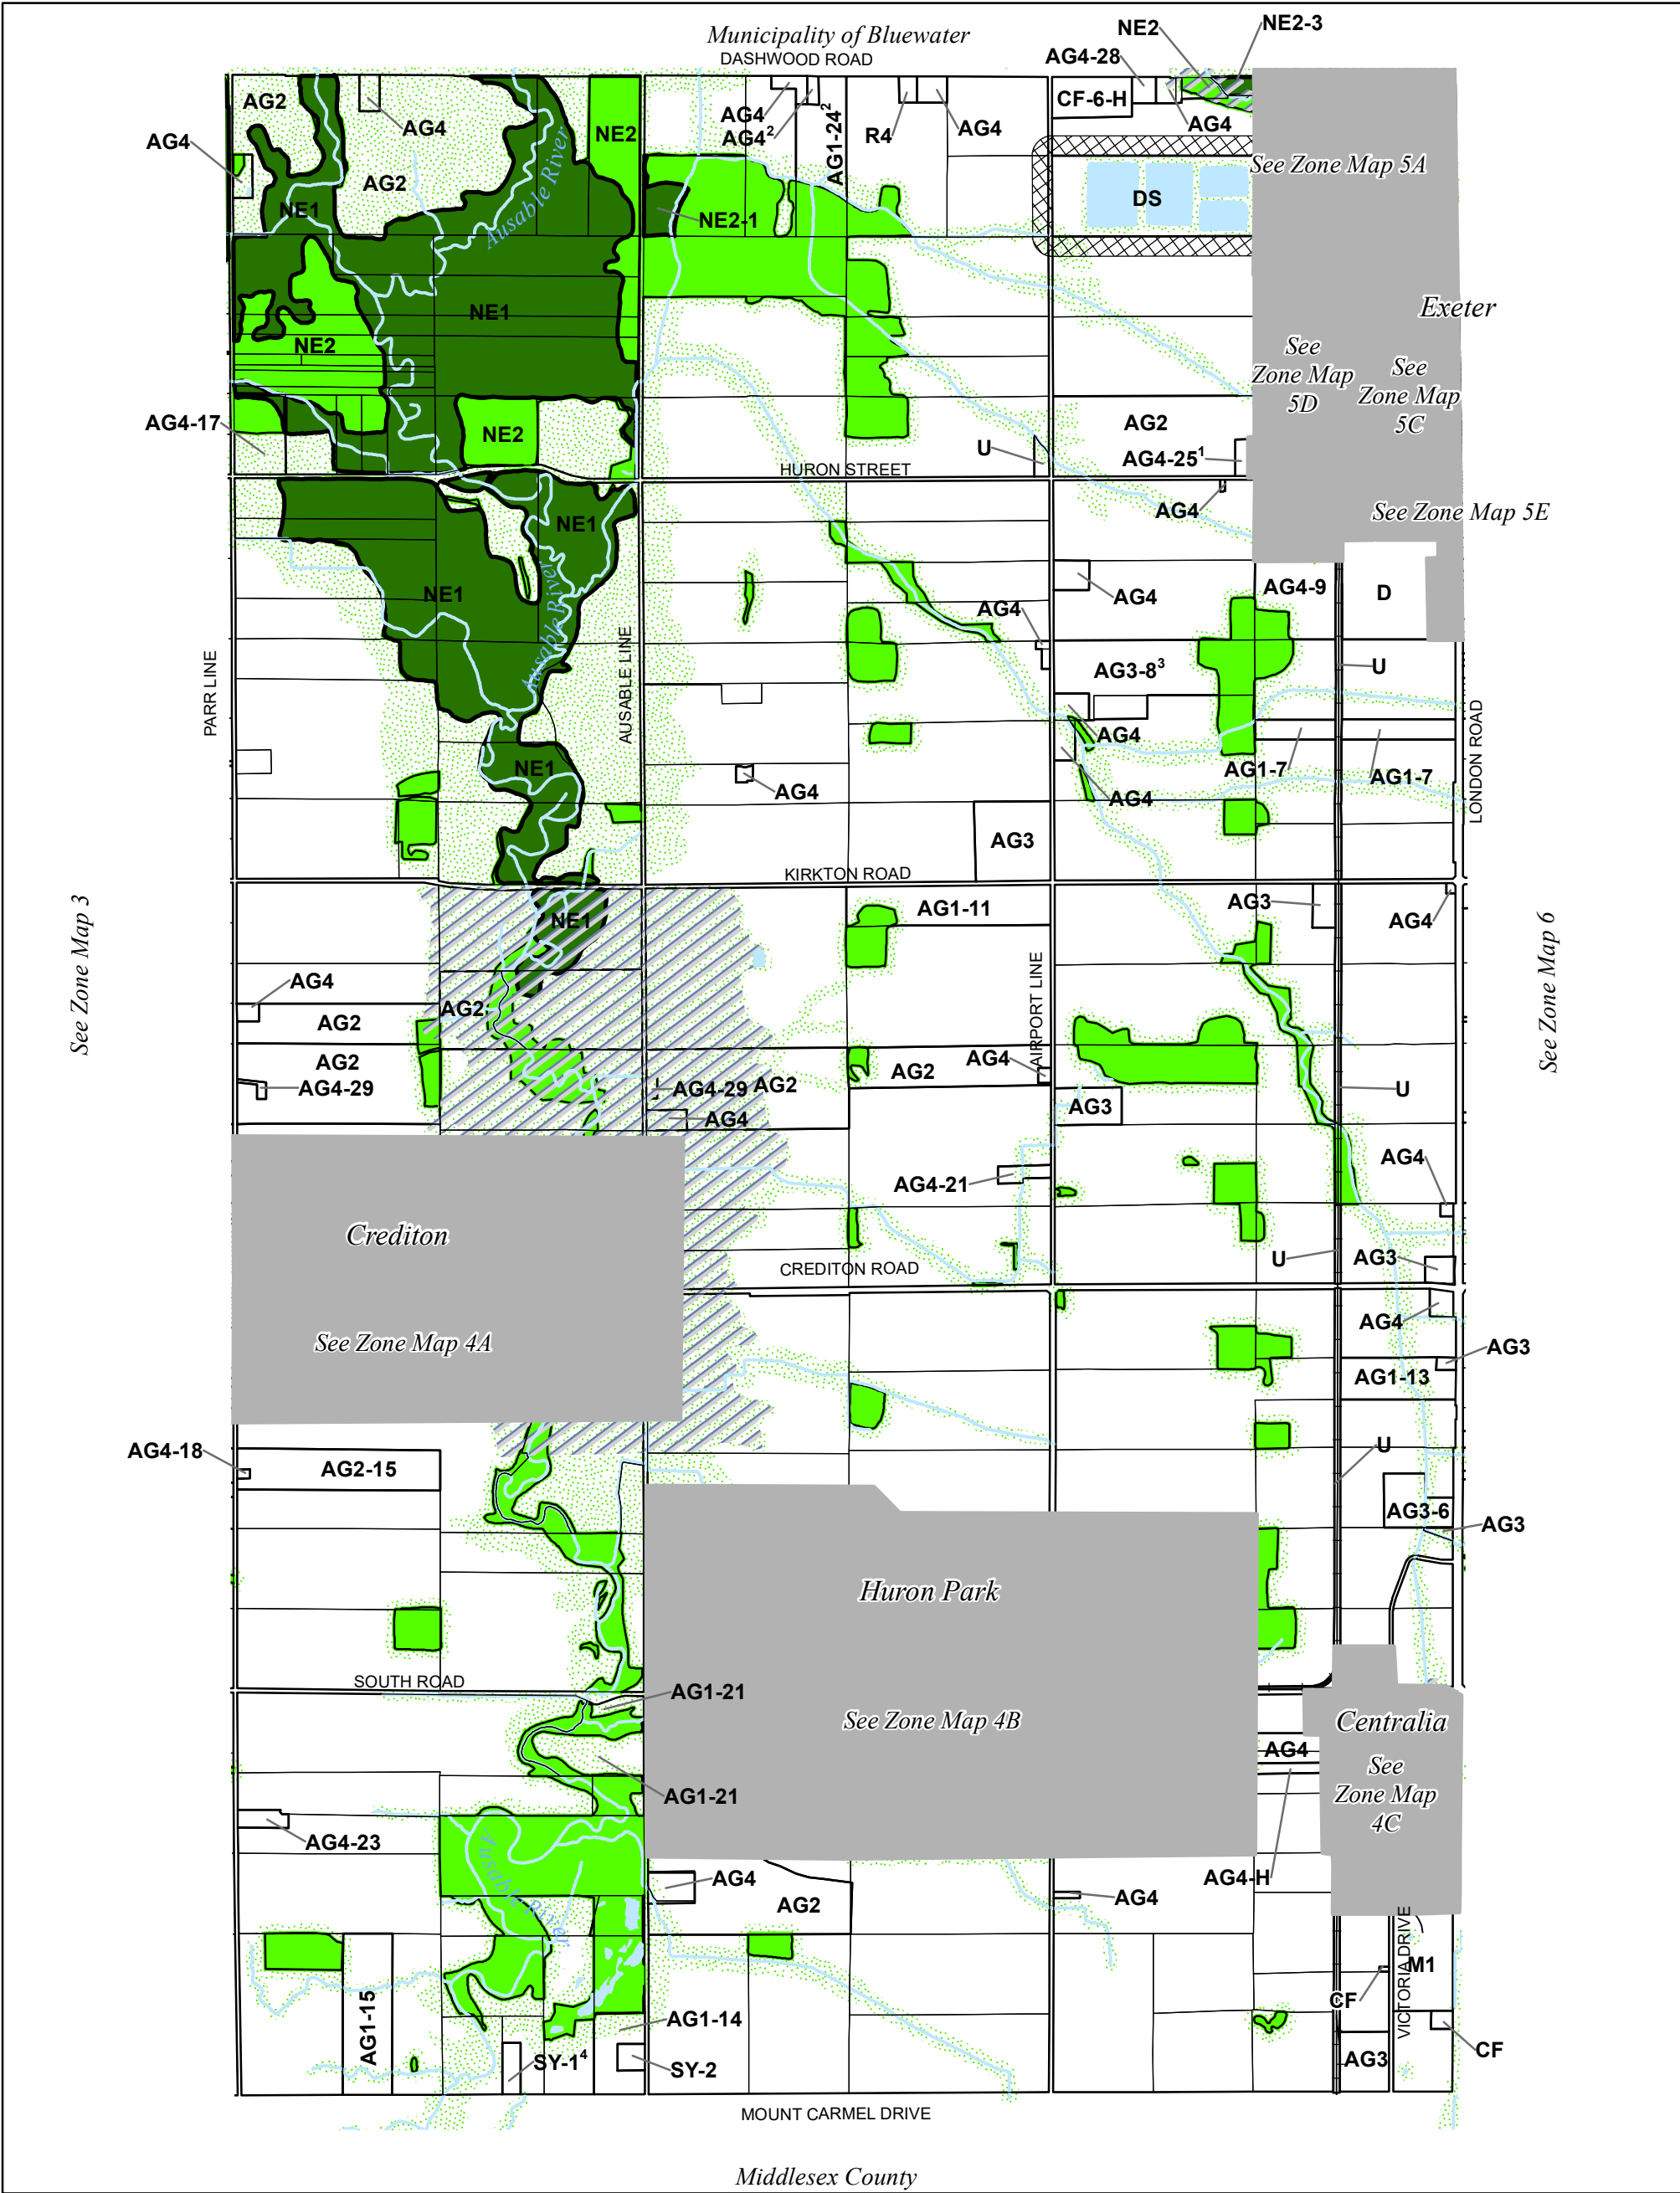 Municipality of Bluewater
DASHWOOD ROAD
NE2
NE2-3
AG4-28
AG2
AG4
AG4
AG2
NE1
Ausable River
NE2
AG4
AG4²
AG1-24²
R4
AG4
CF-6-H
AG4
See Zone Map 5A
DS
NE2-1
NE1
NE2
Exeter
See
Zone Map
5D
See
Zone Map
5C
AG4-17
NE2
AG2
U
AG4-25¹
HURON STREET
AG4
See Zone Map 5E
NE1
NE1
Ausable River
AG4
AG4
AG4-9
D
PARR LINE
AUSABLE LINE
AG3-8³
U
AG4
LONDON ROAD
NE1
AG4
AG1-7
AG1-7
AG4
AG3
KIRKTON ROAD
See Zone Map 3
NE1
AG1-11
AG3
AG4
See Zone Map 6
AG4
AG2
AG2
AIRPORT LINE
AG2
AG4-29
AG4-29
AG2
AG2
AG4
U
AG4
AG3
AG4-21
AG4
Crediton
See Zone Map 4A
CREDITON ROAD
U
AG3
AG4
AG3
AG1-13
AG4-18
AG2-15
U
AG3-6
AG3
Huron Park
See Zone Map 4B
SOUTH ROAD
AG1-21
AG1-21
Centralia
See
Zone Map
4C
AG4
AG4-23
Ausable River
AG4
AG2
AG4
AG4-H
VICTORIA DRIVE
M1
CF
AG1-15
AG1-14
SY-1⁴
SY-2
AG3
CF
MOUNT CARMEL DRIVE
Middlesex County